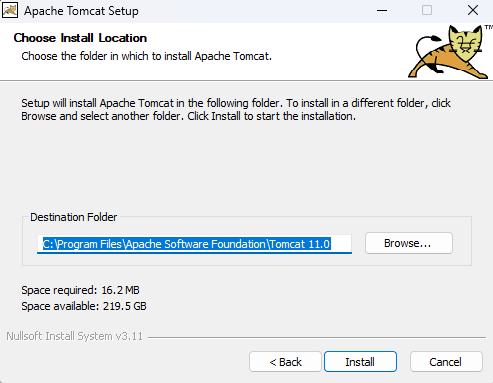 Apache Tomcat Setup
Choose Install Location
Choose the folder in which to install Apache Tomcat.
TM
Setup will install Apache Tomcat in the following folder. To install in a different folder, click
Browse and select another folder. Click Install to start the installation.
Destination Folder
C:\Program Files\Apache Software Foundation\Tomcat 11.0
Browse...
Space required: 16.2 MB
Space available: 219.5 GB
Nullsoft Install System v3.11
< Back
Install
Cancel